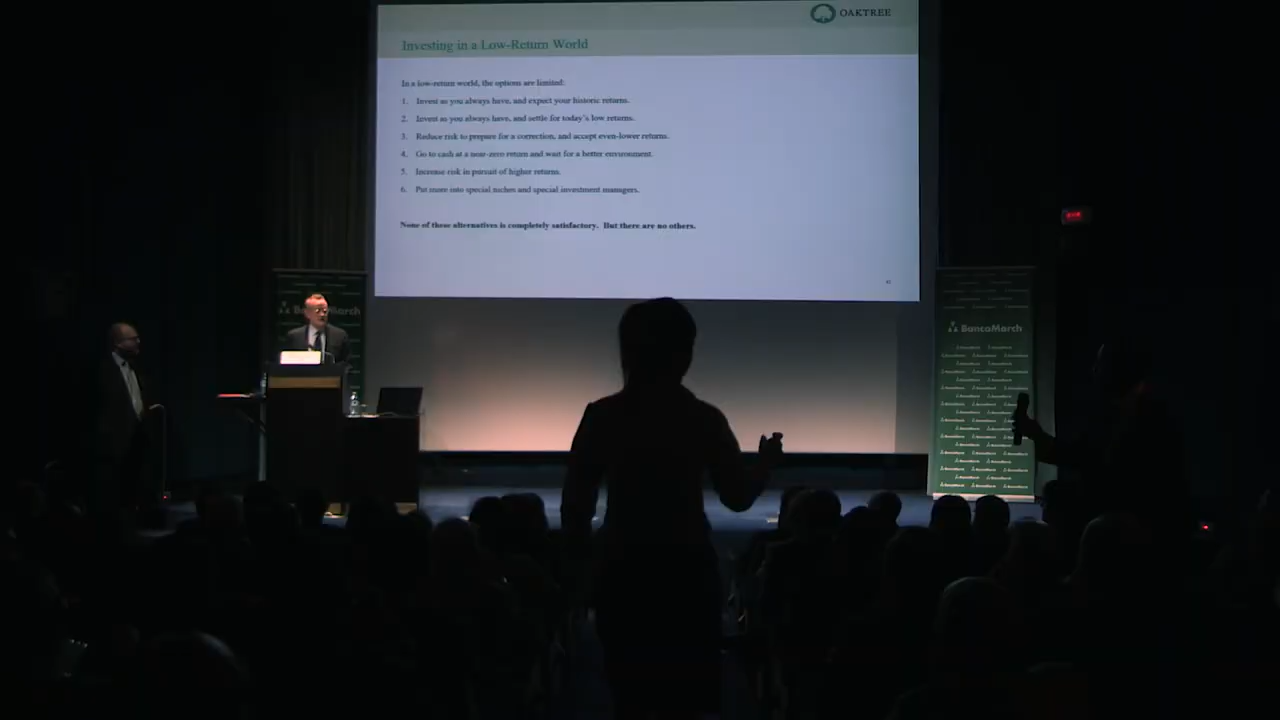 OAKTREE
Investing in a Low-Return World
In a low-return world, the options are limited:
1. Invest as you always have, and expect your historic returns.
2. Invest as you always have, and settle for today's low returns.
3. Reduce risk to prepare for a correction, and accept even-lower returns.
4. Go to cash at a near-zero return and wait for a better environment.
5. Increase risk in pursuit of higher returns.
6. Put more into special niches and special investment managers.
None of these alternatives is completely satisfactory. But there are no others.
BancaMarch
BancaMarch